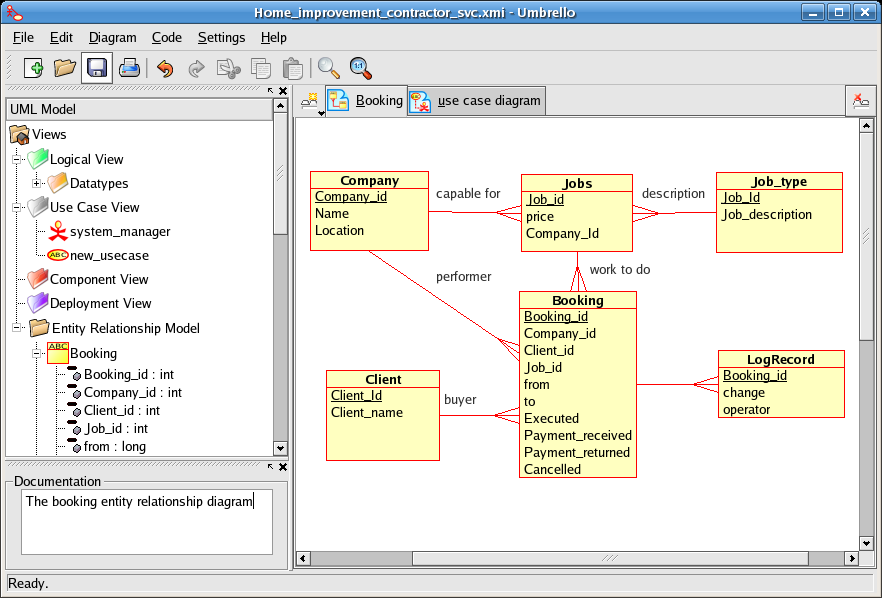 Home_improvement_contractor_svc.xmi - Umbrello
File Edit Diagram Code Settings Help
1:1
UML Model
Views
Logical View
Datatypes
Use Case View
system_manager
ABC new_usecase
Component View
Deployment View
Entity Relationship Model
ABC Booking
Booking_id : int
Company_id : int
Client_id : int
Job_id : int
from : long
Documentation
The booking entity relationship diagram
Booking use case diagram
Company
Company_id
Name
Location
capable for
Jobs
Job_id
price
Company_Id
description
Job_type
Job_Id
Job_description
performer
work to do
Booking
Booking_id
Company_id
Client_id
Job_id
from
to
Executed
Payment_received
Payment_returned
Cancelled
Client
Client_Id
Client_name
buyer
LogRecord
Booking_id
change
operator
Ready.